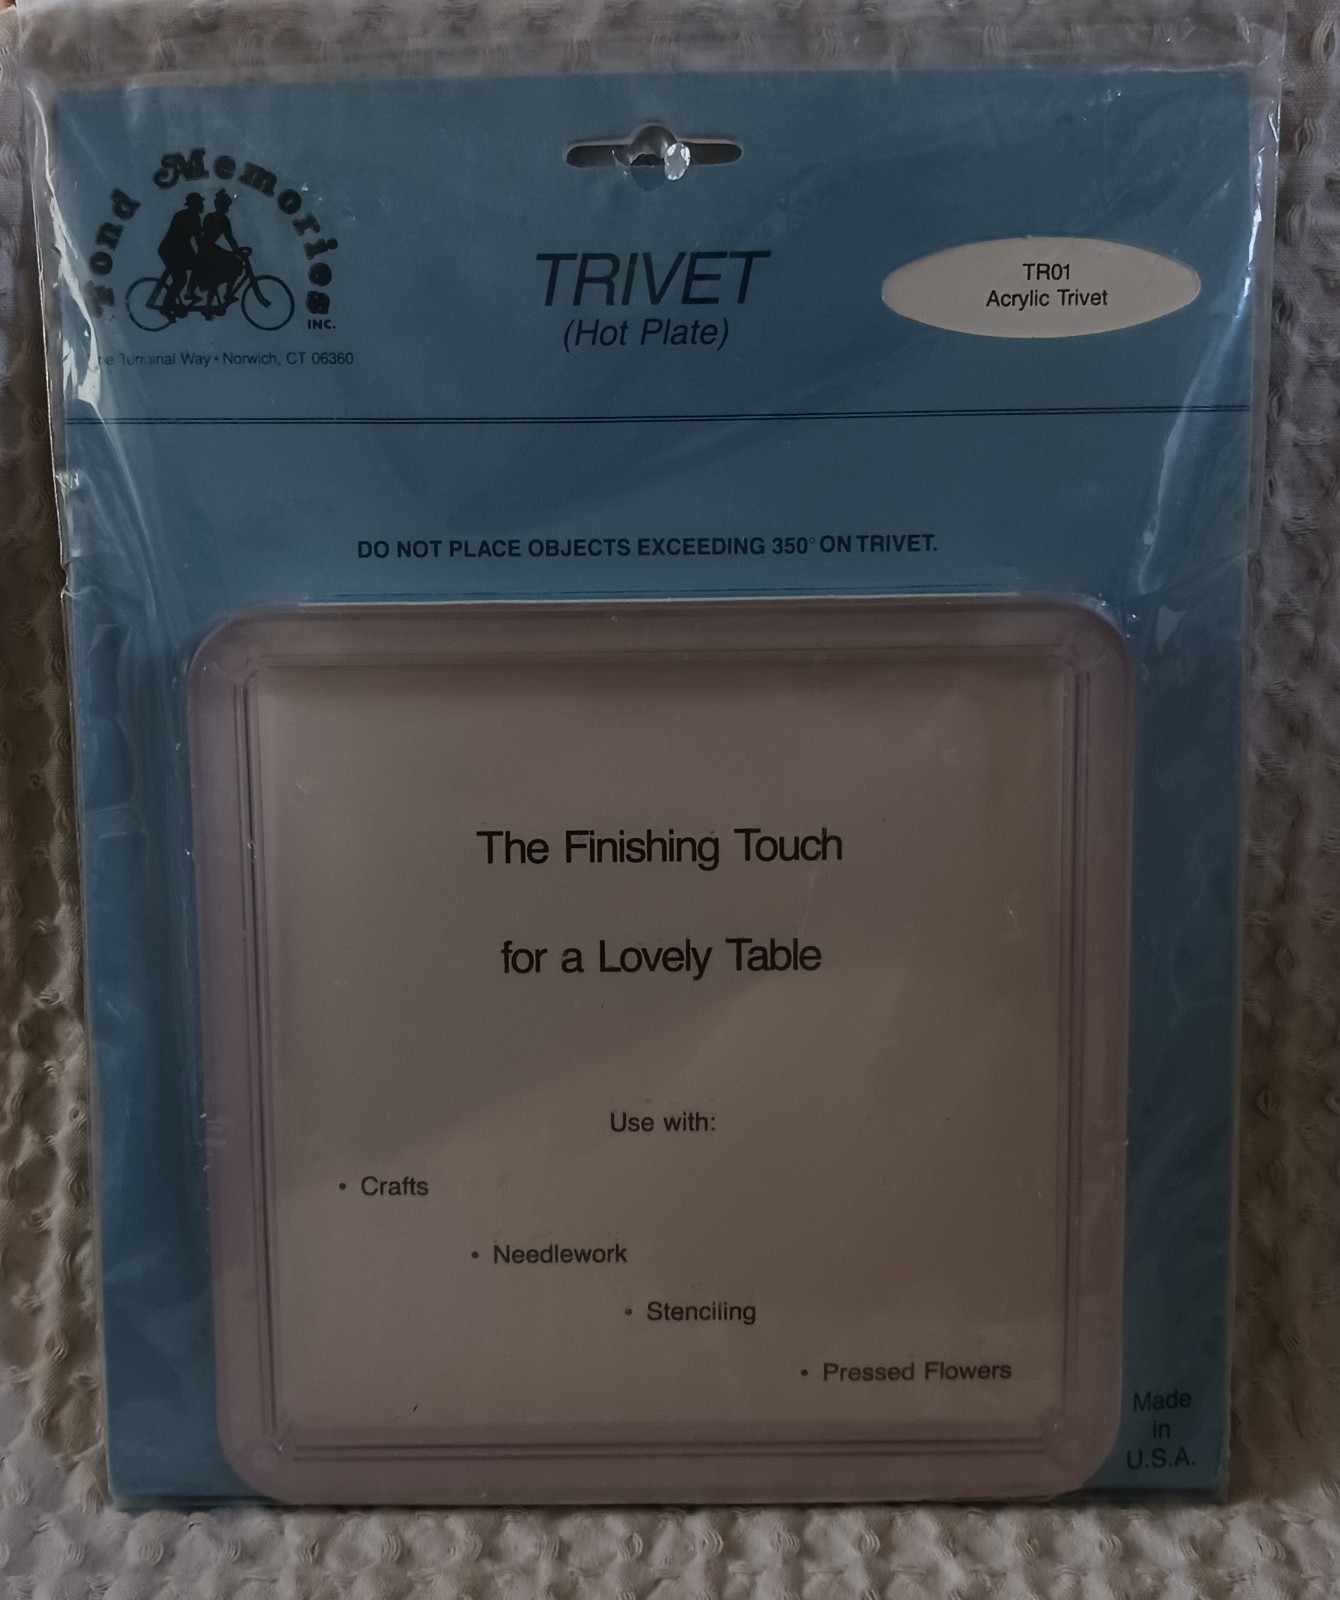 Fond Memories
INC.
Terminal Way • Norwich, CT 06360
TRIVET
(Hot Plate)
TR01
Acrylic Trivet
DO NOT PLACE OBJECTS EXCEEDING 350° ON TRIVET.
The Finishing Touch
for a Lovely Table
Use with:
• Crafts
• Needlework
• Stenciling
• Pressed Flowers
Made
in
U.S.A.